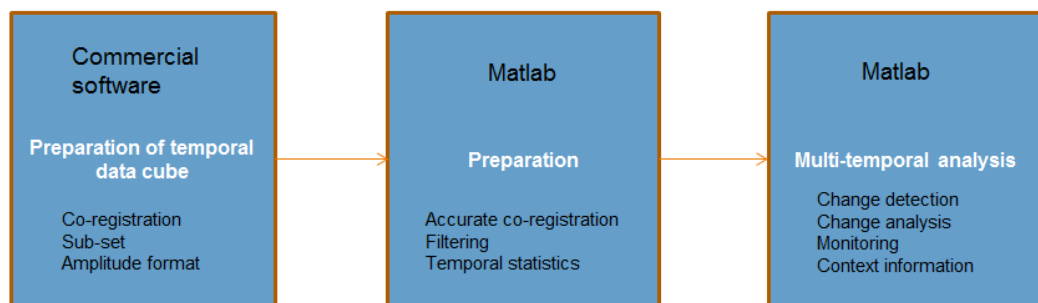 Commercial
software
Preparation of temporal
data cube
Co-registration
Sub-set
Amplitude format
Matlab
Preparation
Accurate co-registration
Filtering
Temporal statistics
Matlab
Multi-temporal analysis
Change detection
Change analysis
Monitoring
Context information